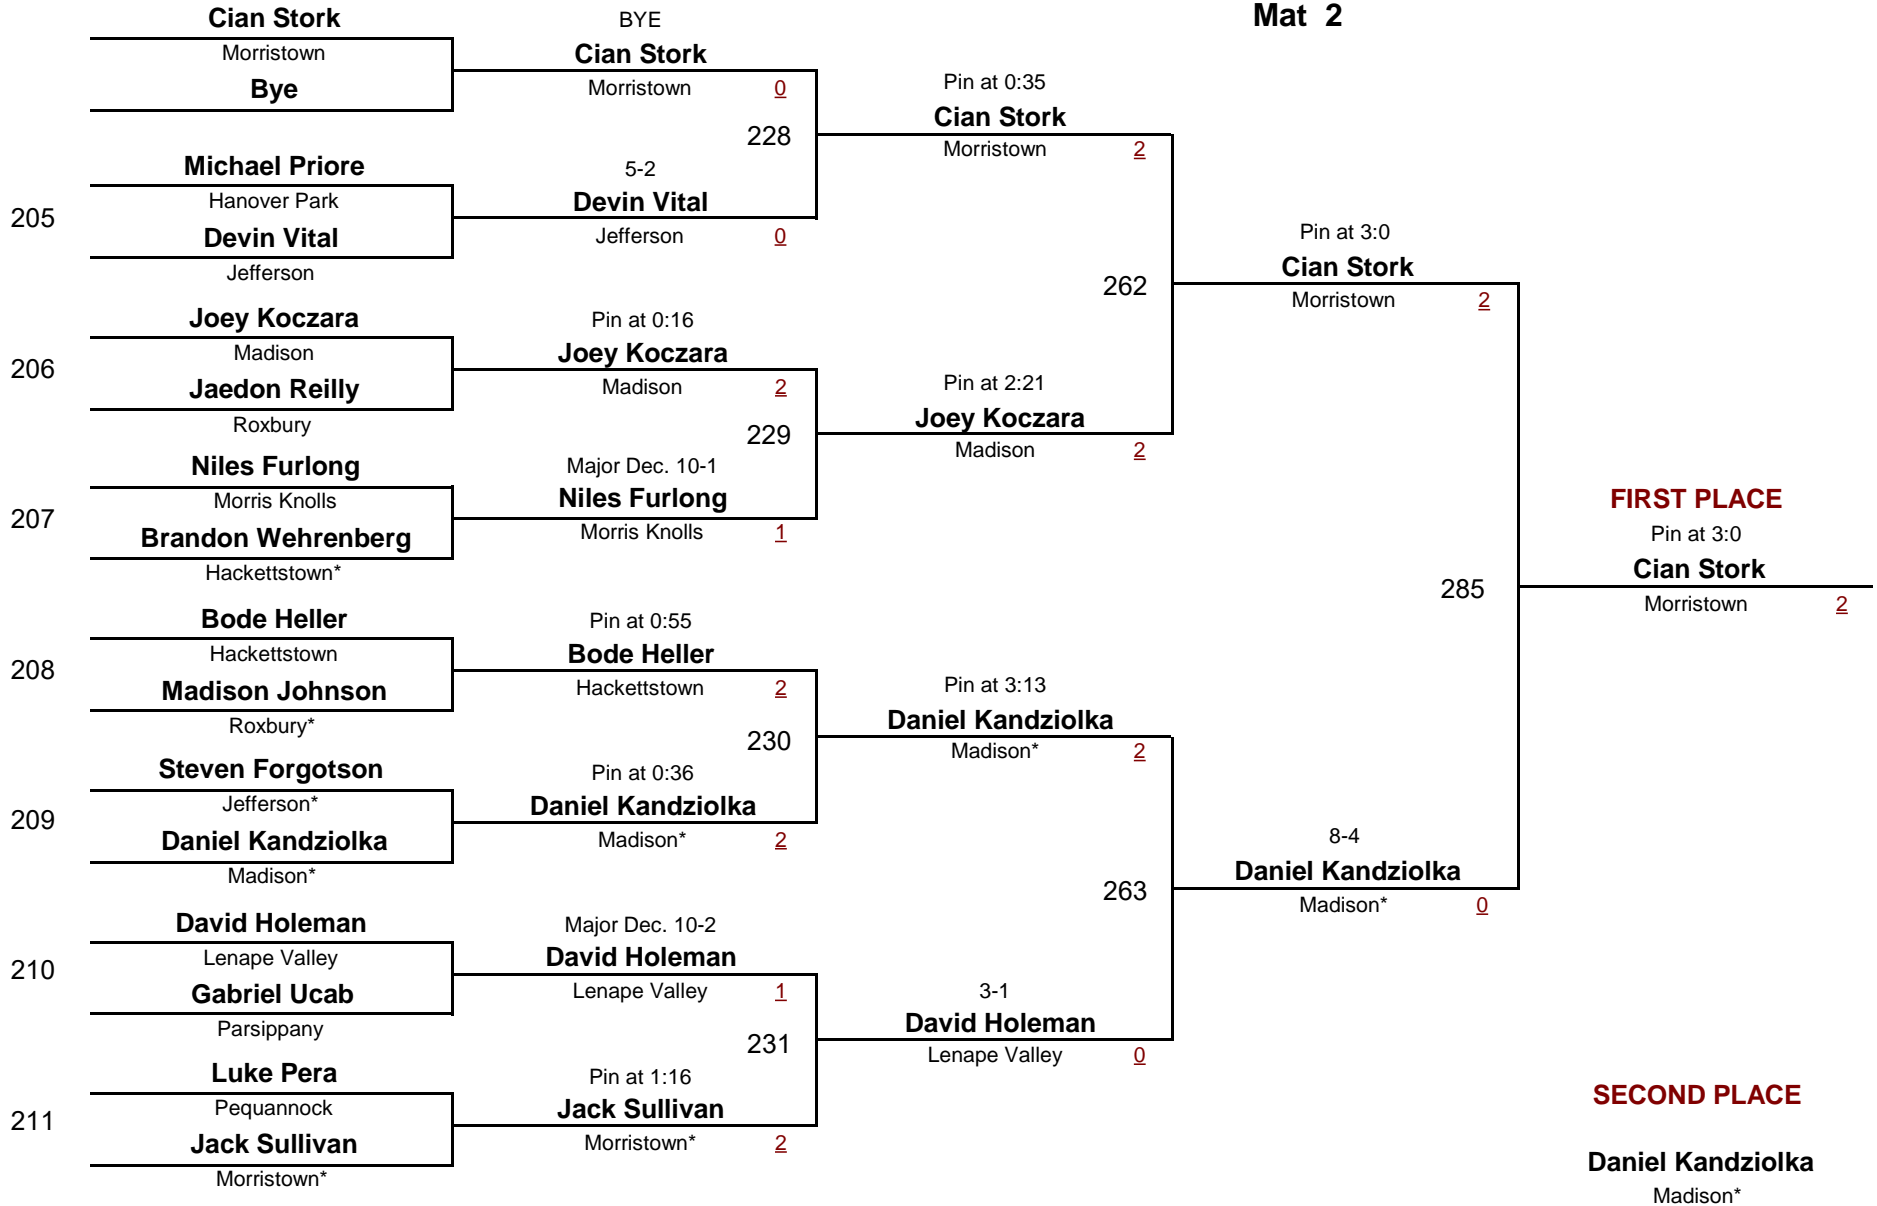 Mat 2
Cian Stork
Morristown
Bye
205
Michael Priore
Hanover Park
Devin Vital
Jefferson
206
Joey Koczara
Madison
Jaedon Reilly
Roxbury
207
Niles Furlong
Morris Knolls
Brandon Wehrenberg
Hackettstown*
208
Bode Heller
Hackettstown
Madison Johnson
Roxbury*
209
Steven Forgotson
Jefferson*
Daniel Kandziolka
Madison*
210
David Holeman
Lenape Valley
Gabriel Ucab
Parsippany
211
Luke Pera
Pequannock
Jack Sullivan
Morristown*
BYE
Cian Stork
Morristown 0
228
5-2
Devin Vital
Jefferson 0
Pin at 0:16
Joey Koczara
Madison 2
229
Major Dec. 10-1
Niles Furlong
Morris Knolls 1
Pin at 0:55
Bode Heller
Hackettstown 2
230
Pin at 0:36
Daniel Kandziolka
Madison* 2
Major Dec. 10-2
David Holeman
Lenape Valley 1
231
Pin at 1:16
Jack Sullivan
Morristown* 2
Pin at 0:35
Cian Stork
Morristown 2
262
Pin at 2:21
Joey Koczara
Madison 2
Pin at 3:13
Daniel Kandziolka
Madison* 2
263
3-1
David Holeman
Lenape Valley 0
Pin at 3:0
Cian Stork
Morristown 2
285
8-4
Daniel Kandziolka
Madison* 0
FIRST PLACE
Pin at 3:0
Cian Stork
Morristown 2
SECOND PLACE
Daniel Kandziolka
Madison*